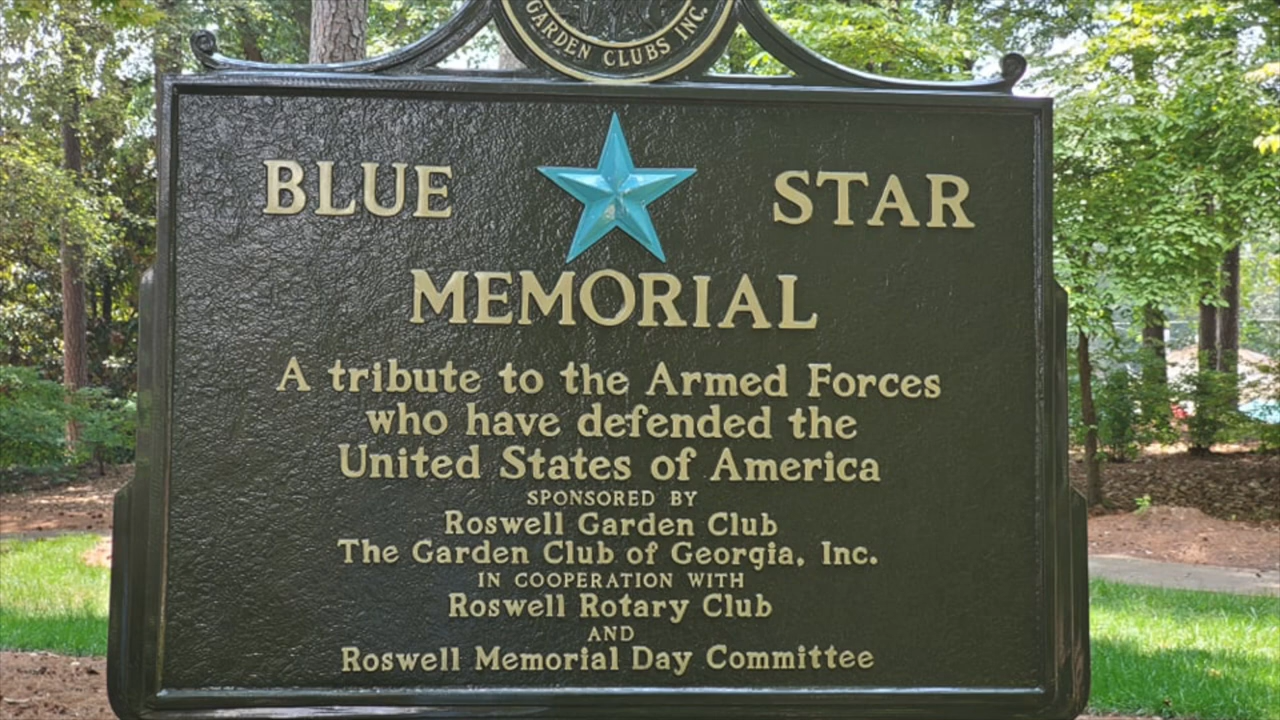 GARDEN CLUBS INC.
BLUE STAR
MEMORIAL
A tribute to the Armed Forces
who have defended the
United States of America
SPONSORED BY
Roswell Garden Club
The Garden Club of Georgia, Inc.
IN COOPERATION WITH
Roswell Rotary Club
AND
Roswell Memorial Day Committee